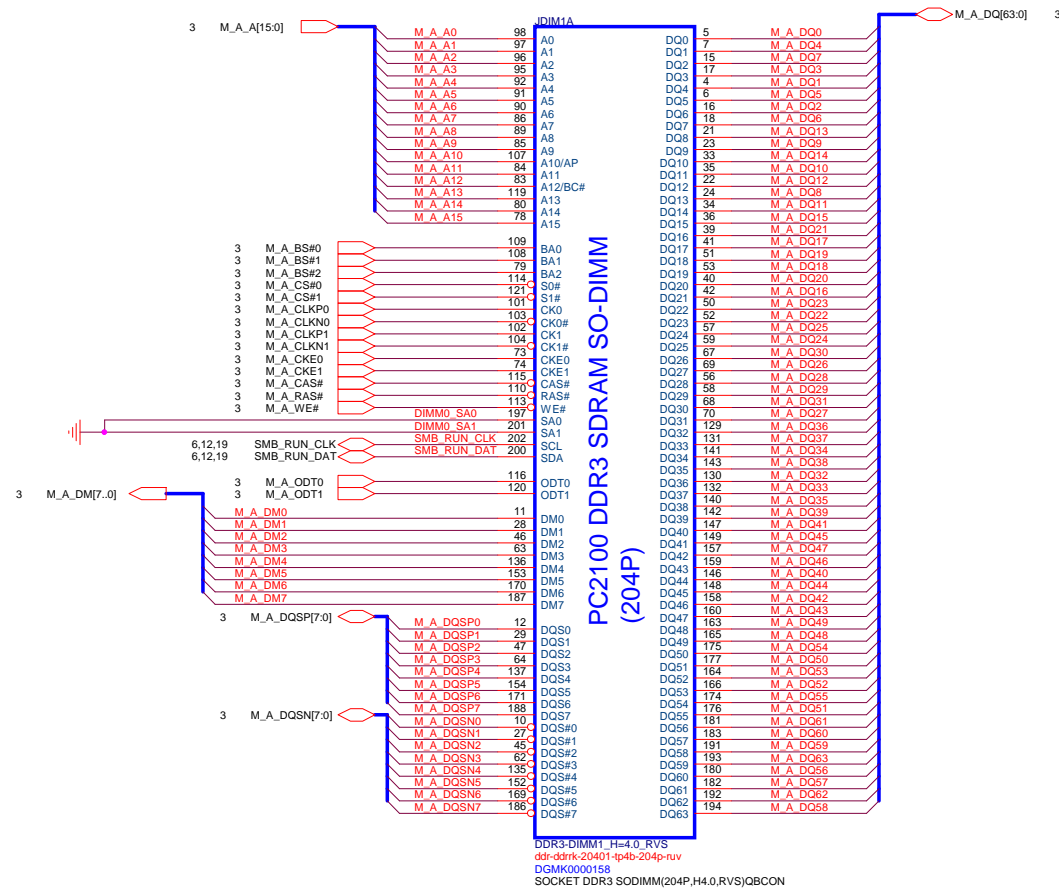 JDIM1A
3 M_A_A[15:0]
M_A_A0 98 A0
M_A_A1 97 A1
M_A_A2 96 A2
M_A_A3 95 A3
M_A_A4 92 A4
M_A_A5 91 A5
M_A_A6 90 A6
M_A_A7 86 A7
M_A_A8 89 A8
M_A_A9 85 A9
M_A_A10 107 A10/AP
M_A_A11 84 A11
M_A_A12 83 A12/BC#
M_A_A13 119 A13
M_A_A14 80 A14
M_A_A15 78 A15
3 M_A_BS#0 109 BA0
3 M_A_BS#1 108 BA1
3 M_A_BS#2 79 BA2
3 M_A_CS#0 114 S0#
3 M_A_CS#1 121 S1#
3 M_A_CLKP0 101 CK0
3 M_A_CLKN0 103 CK0#
3 M_A_CLKP1 102 CK1
3 M_A_CLKN1 104 CK1#
3 M_A_CKE0 73 CKE0
3 M_A_CKE1 74 CKE1
3 M_A_CAS# 115 CAS#
3 M_A_RAS# 110 RAS#
3 M_A_WE# 113 WE#
DIMM0_SA0 197 SA0
DIMM0_SA1 201 SA1
6,12,19 SMB_RUN_CLK SMB_RUN_CLK 202 SCL
6,12,19 SMB_RUN_DAT SMB_RUN_DAT 200 SDA
3 M_A_ODT0 116 ODT0
3 M_A_ODT1 120 ODT1
3 M_A_DM[7..0]
M_A_DM0 11 DM0
M_A_DM1 28 DM1
M_A_DM2 46 DM2
M_A_DM3 63 DM3
M_A_DM4 136 DM4
M_A_DM5 153 DM5
M_A_DM6 170 DM6
M_A_DM7 187 DM7
3 M_A_DQSP[7:0]
M_A_DQSP0 12 DQS0
M_A_DQSP1 29 DQS1
M_A_DQSP2 47 DQS2
M_A_DQSP3 64 DQS3
M_A_DQSP4 137 DQS4
M_A_DQSP5 154 DQS5
M_A_DQSP6 171 DQS6
M_A_DQSP7 188 DQS7
3 M_A_DQSN[7:0]
M_A_DQSN0 10 DQS#0
M_A_DQSN1 27 DQS#1
M_A_DQSN2 45 DQS#2
M_A_DQSN3 62 DQS#3
M_A_DQSN4 135 DQS#4
M_A_DQSN5 152 DQS#5
M_A_DQSN6 169 DQS#6
M_A_DQSN7 186 DQS#7
PC2100 DDR3 SDRAM SO-DIMM
(204P)
M_A_DQ[63:0] 3
DQ0 5 M_A_DQ0
DQ1 7 M_A_DQ4
DQ2 15 M_A_DQ7
DQ3 17 M_A_DQ3
DQ4 4 M_A_DQ1
DQ5 6 M_A_DQ5
DQ6 16 M_A_DQ2
DQ7 18 M_A_DQ6
DQ8 21 M_A_DQ13
DQ9 23 M_A_DQ9
DQ10 33 M_A_DQ14
DQ11 35 M_A_DQ10
DQ12 22 M_A_DQ12
DQ13 24 M_A_DQ8
DQ14 34 M_A_DQ11
DQ15 36 M_A_DQ15
DQ16 39 M_A_DQ21
DQ17 41 M_A_DQ17
DQ18 51 M_A_DQ19
DQ19 53 M_A_DQ18
DQ20 40 M_A_DQ20
DQ21 42 M_A_DQ16
DQ22 50 M_A_DQ23
DQ23 52 M_A_DQ22
DQ24 57 M_A_DQ25
DQ25 59 M_A_DQ24
DQ26 67 M_A_DQ30
DQ27 69 M_A_DQ26
DQ28 56 M_A_DQ28
DQ29 58 M_A_DQ29
DQ30 68 M_A_DQ31
DQ31 70 M_A_DQ27
DQ32 129 M_A_DQ36
DQ33 131 M_A_DQ37
DQ34 141 M_A_DQ34
DQ35 143 M_A_DQ38
DQ36 130 M_A_DQ32
DQ37 132 M_A_DQ33
DQ38 140 M_A_DQ35
DQ39 142 M_A_DQ39
DQ40 147 M_A_DQ41
DQ41 149 M_A_DQ45
DQ42 157 M_A_DQ47
DQ43 159 M_A_DQ46
DQ44 146 M_A_DQ40
DQ45 148 M_A_DQ44
DQ46 158 M_A_DQ42
DQ47 160 M_A_DQ43
DQ48 163 M_A_DQ49
DQ49 165 M_A_DQ48
DQ50 175 M_A_DQ54
DQ51 177 M_A_DQ50
DQ52 164 M_A_DQ53
DQ53 166 M_A_DQ52
DQ54 174 M_A_DQ55
DQ55 176 M_A_DQ51
DQ56 181 M_A_DQ61
DQ57 183 M_A_DQ60
DQ58 191 M_A_DQ59
DQ59 193 M_A_DQ63
DQ60 180 M_A_DQ56
DQ61 182 M_A_DQ57
DQ62 192 M_A_DQ62
DQ63 194 M_A_DQ58
DDR3-DIMM1_H=4.0_RVS
ddr-ddrrk-20401-tp4b-204p-ruv
DGMK0000158
SOCKET DDR3 SODIMM(204P,H4.0,RVS)QBCON